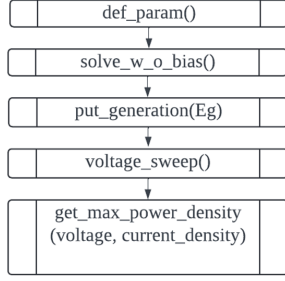 def_param()
solve_w_o_bias()
put_generation(Eg)
voltage_sweep()
get_max_power_density
(voltage, current_density)